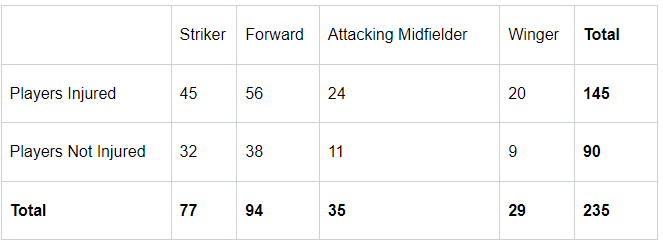 Striker Forward Attacking Midfielder Winger Total
Players Injured 45 56 24 20 145
Players Not Injured 32 38 11 9 90
Total 77 94 35 29 235